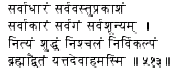 सर्वाधारं सर्ववस्तुप्रकाशं
सर्वाकारं सर्वगं सर्वशून्यम् ।
नित्यं शुद्धं निश्चलं निर्विकल्पं
ब्रह्माद्वैतं यत्तदेवाहमस्मि ॥ ५१३॥